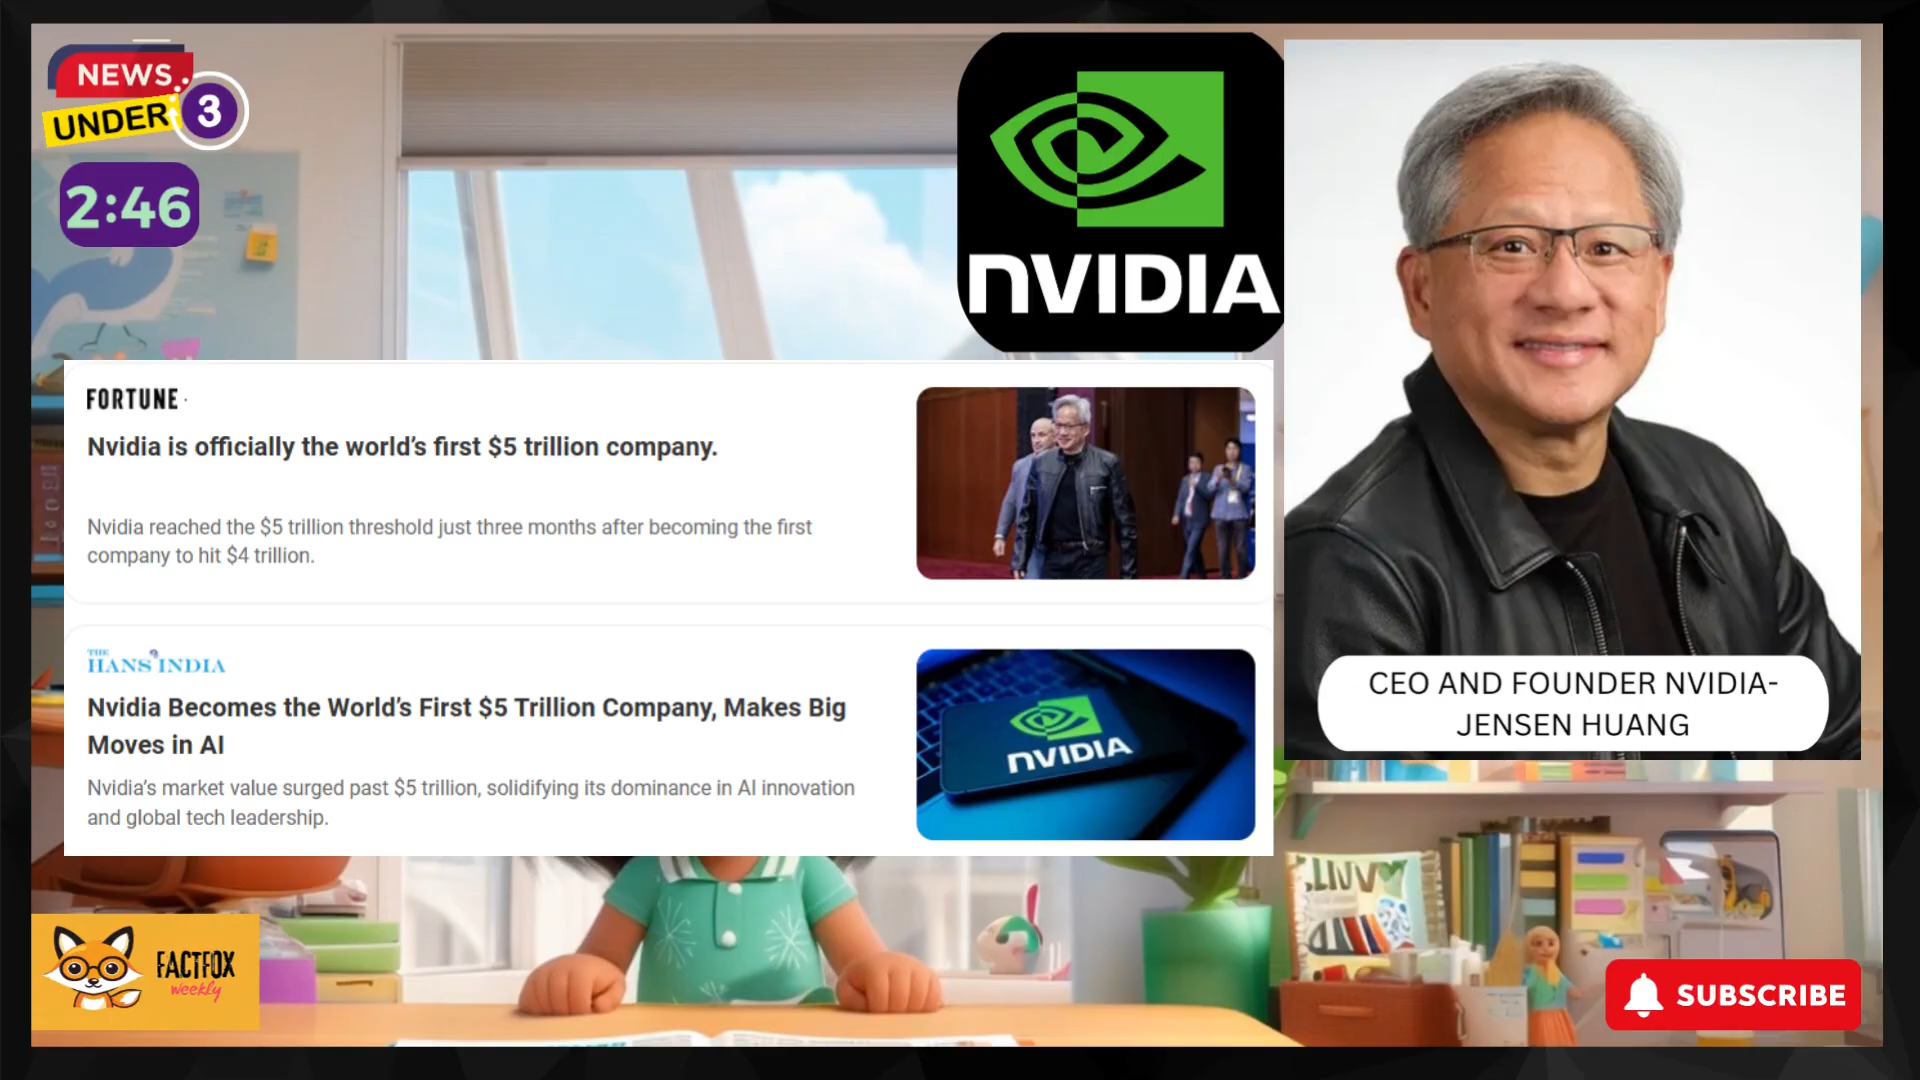 NEWS
UNDER 3
2:46
NVIDIA
FORTUNE ·
Nvidia is officially the world’s first $5 trillion company.
Nvidia reached the $5 trillion threshold just three months after becoming the first
company to hit $4 trillion.
THE
HANS INDIA
Nvidia Becomes the World’s First $5 Trillion Company, Makes Big
Moves in AI
Nvidia’s market value surged past $5 trillion, solidifying its dominance in AI innovation
and global tech leadership.
NVIDIA
CEO AND FOUNDER NVIDIA-
JENSEN HUANG
FACTFOX
weekly
SUBSCRIBE